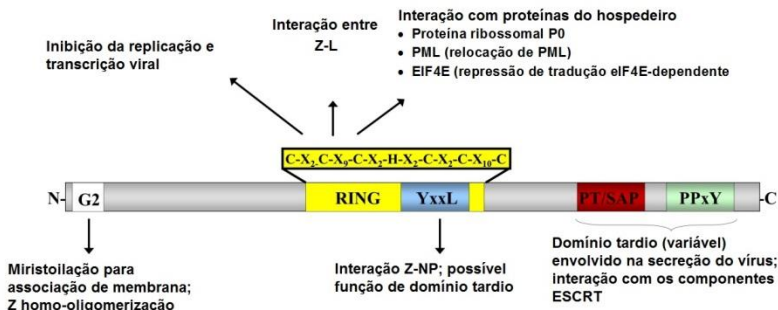 Inibição da replicação e
transcrição viral
Interação entre
Z-L
Interação com proteínas do hospedeiro
• Proteína ribossomal P0
• PML (relocação de PML)
• EIF4E (repressão de tradução eIF4E-dependente
C-X2-C-X9-C-X2-H-X2-C-X2-C-X10-C
N- G2 RING YxxL PT/SAP PPxY -C
Miristoilação para
associação de membrana;
Z homo-oligomerização
Interação Z-NP; possível
função de domínio tardio
Domínio tardio (variável)
envolvido na secreção do vírus;
interação com os componentes
ESCRT